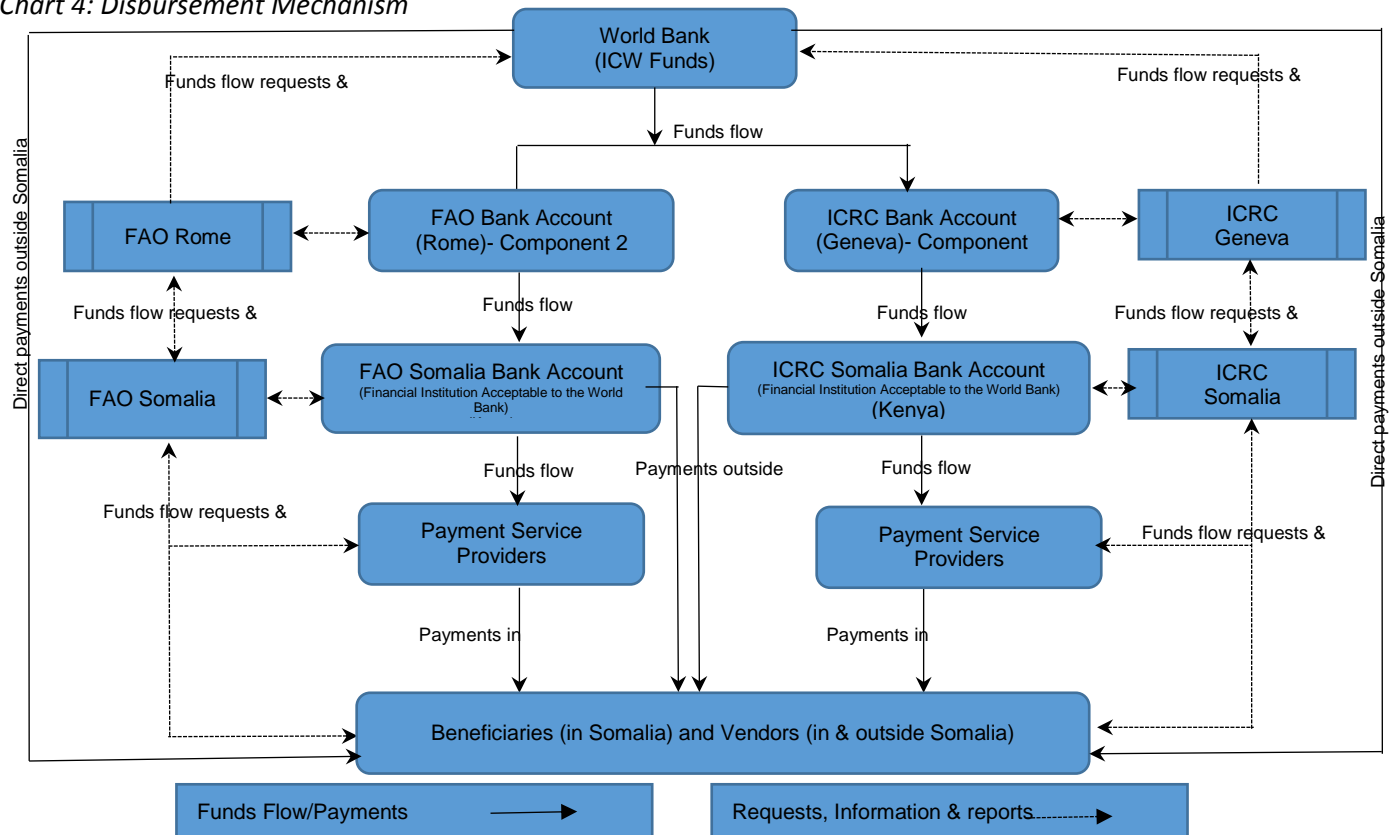 Chart 4: Disbursement Mechanism
World Bank
(ICW Funds)
Funds flow requests &
Funds flow requests &
Funds flow
Direct payments outside Somalia
Direct payments outside Somalia
FAO Rome
FAO Bank Account
(Rome)- Component 2
ICRC Bank Account
(Geneva)- Component
ICRC
Geneva
Funds flow requests &
Funds flow
Funds flow
Funds flow requests &
FAO Somalia
FAO Somalia Bank Account
(Financial Institution Acceptable to the World
Bank)
ICRC Somalia Bank Account
(Financial Institution Acceptable to the World Bank)
(Kenya)
ICRC
Somalia
Funds flow
Payments outside
Funds flow
Funds flow requests &
Payment Service
Providers
Payment Service
Providers
Funds flow requests &
Payments in
Payments in
Beneficiaries (in Somalia) and Vendors (in & outside Somalia)
Funds Flow/Payments
Requests, Information & reports